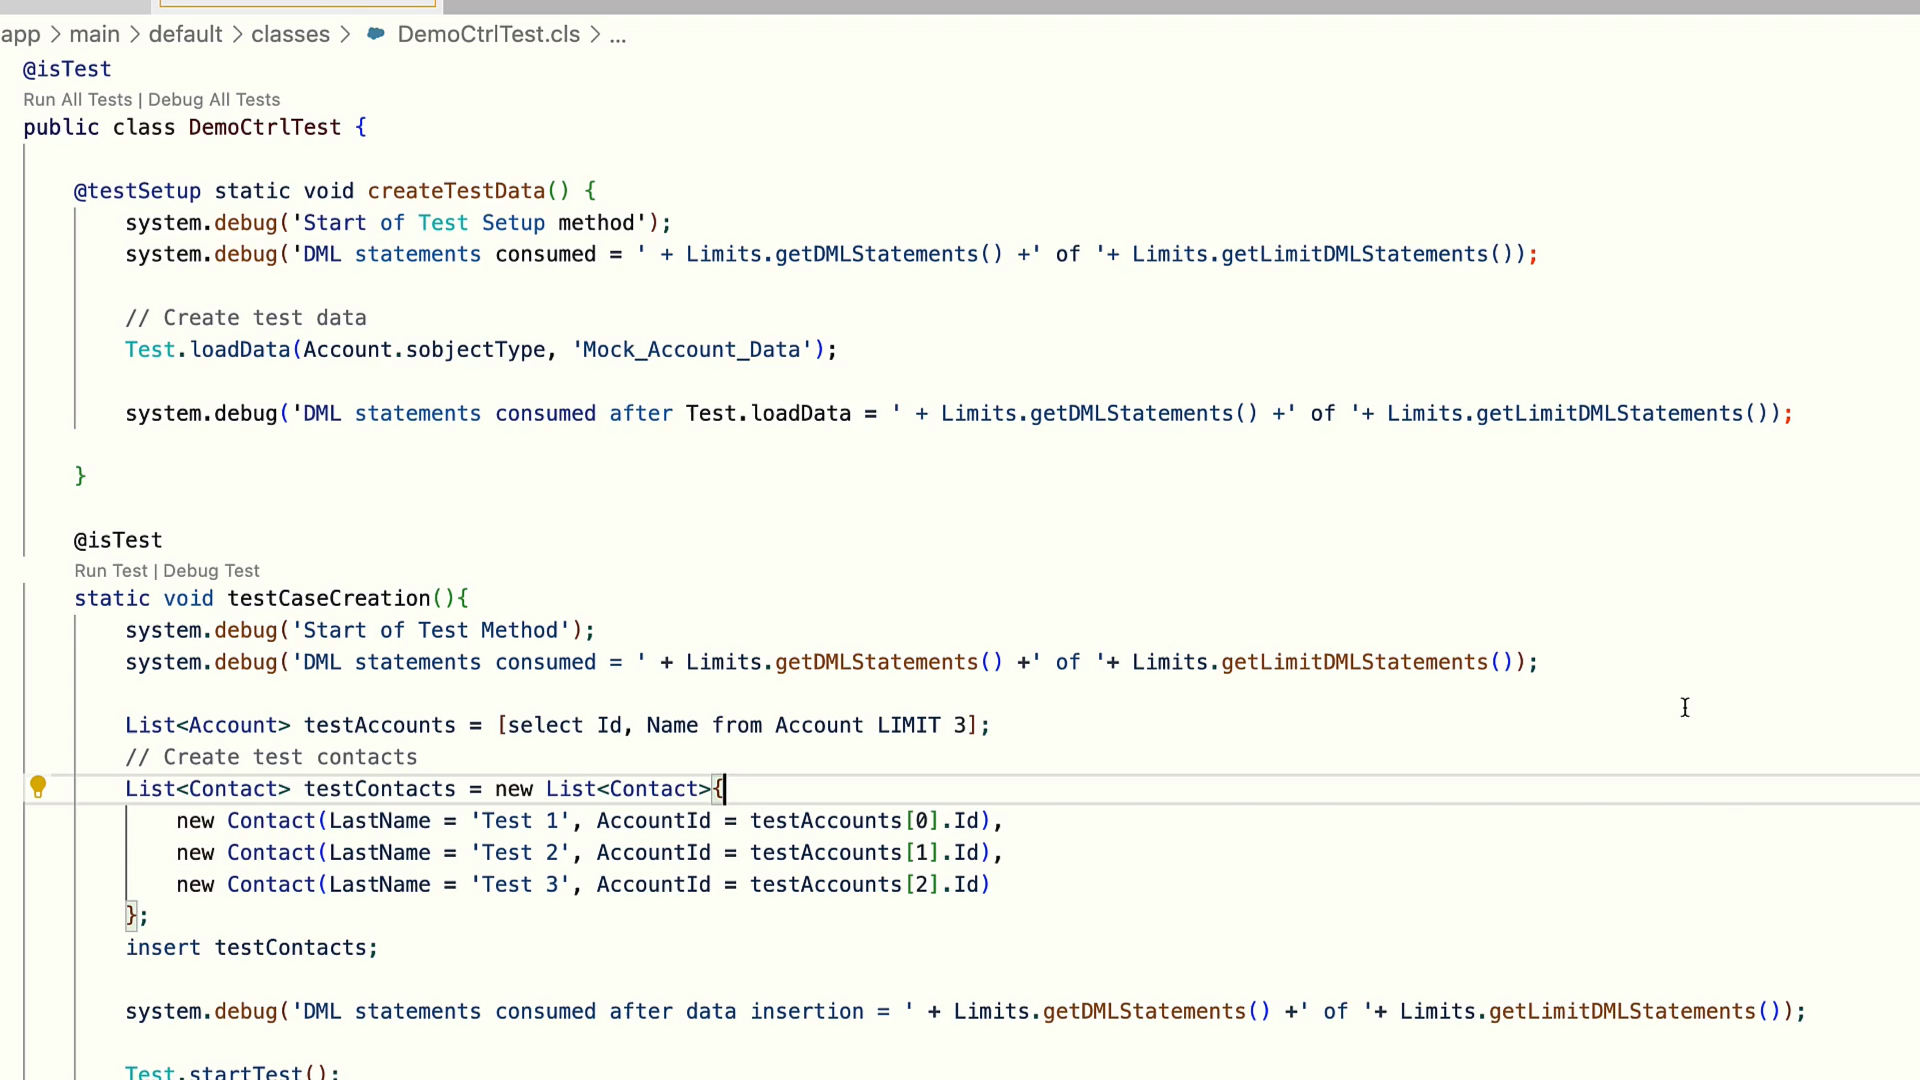 app > main > default > classes > DemoCtrlTest.cls > ...
@isTest
Run All Tests | Debug All Tests
public class DemoCtrlTest {
@testSetup static void createTestData() {
system.debug('Start of Test Setup method');
system.debug('DML statements consumed = ' + Limits.getDMLStatements() +' of '+ Limits.getLimitDMLStatements());
// Create test data
Test.loadData(Account.sobjectType, 'Mock_Account_Data');
system.debug('DML statements consumed after Test.loadData = ' + Limits.getDMLStatements() +' of '+ Limits.getLimitDMLStatements());
}
@isTest
Run Test | Debug Test
static void testCaseCreation(){
system.debug('Start of Test Method');
system.debug('DML statements consumed = ' + Limits.getDMLStatements() +' of '+ Limits.getLimitDMLStatements());
List<Account> testAccounts = [select Id, Name from Account LIMIT 3];
// Create test contacts
List<Contact> testContacts = new List<Contact>{
new Contact(LastName = 'Test 1', AccountId = testAccounts[0].Id),
new Contact(LastName = 'Test 2', AccountId = testAccounts[1].Id),
new Contact(LastName = 'Test 3', AccountId = testAccounts[2].Id)
};
insert testContacts;
system.debug('DML statements consumed after data insertion = ' + Limits.getDMLStatements() +' of '+ Limits.getLimitDMLStatements());
Test.startTest();